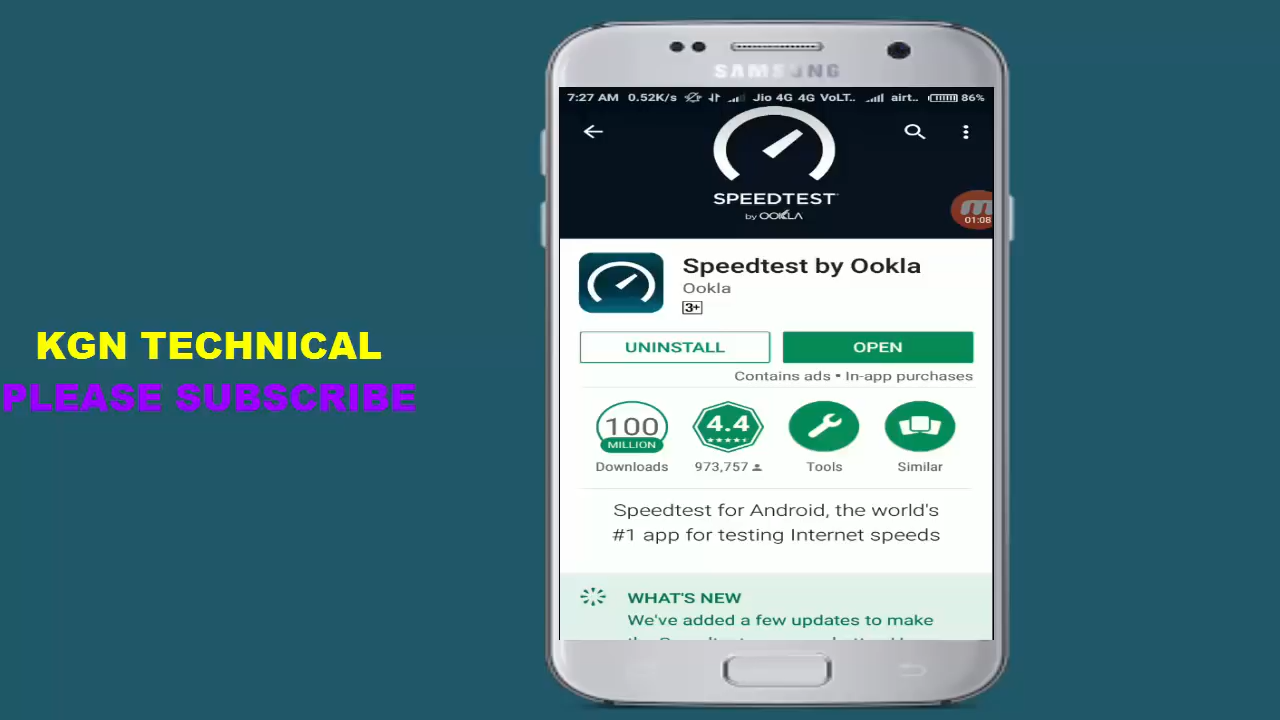 SAMSUNG
7:27 AM 0.52K/s Jio 4G 4G VoLT.. airt.. 86%
SPEEDTEST
by OOKLA
01:08
Speedtest by Ookla
Ookla
3+
UNINSTALL OPEN
Contains ads • In-app purchases
100 MILLION 4.4
Downloads 973,757 Tools Similar
Speedtest for Android, the world's
#1 app for testing Internet speeds
WHAT'S NEW
We've added a few updates to make
KGN TECHNICAL
PLEASE SUBSCRIBE